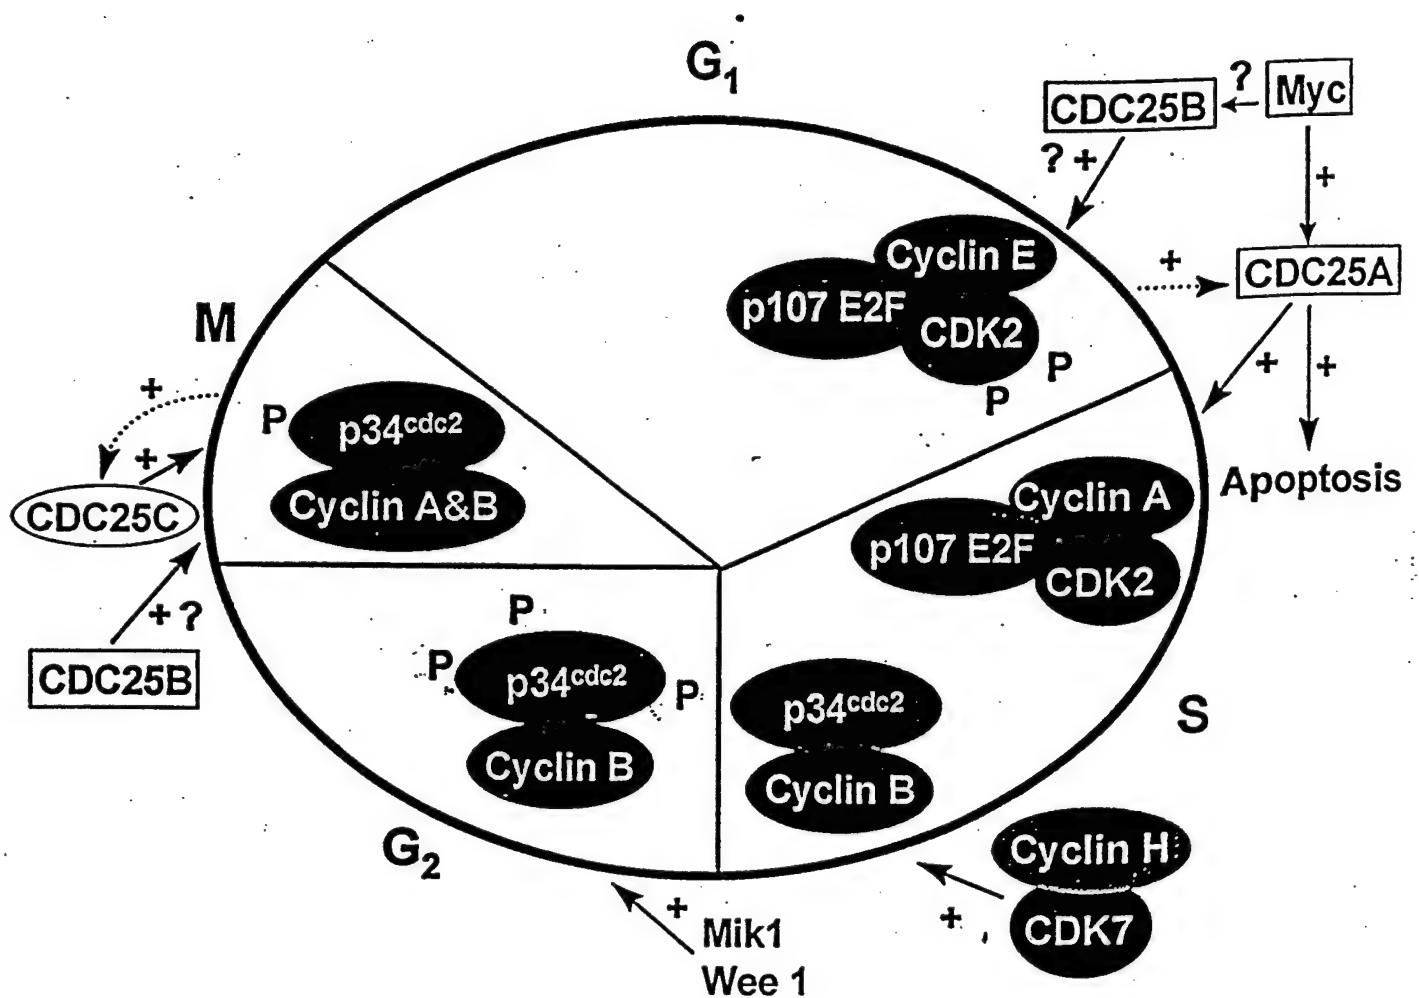 G1
CDC25B
?
Myc
? +
+
Cyclin E
p107 E2F
CDK2
P
P
+
CDC25A
+
+
Apoptosis
M
+
P
p34cdc2
Cyclin A&B
+
CDC25C
+ ?
CDC25B
Cyclin A
p107 E2F
CDK2
P
P
p34cdc2
P
Cyclin B
p34cdc2
Cyclin B
S
G2
Cyclin H
CDK7
+
+
Mik1
Wee 1